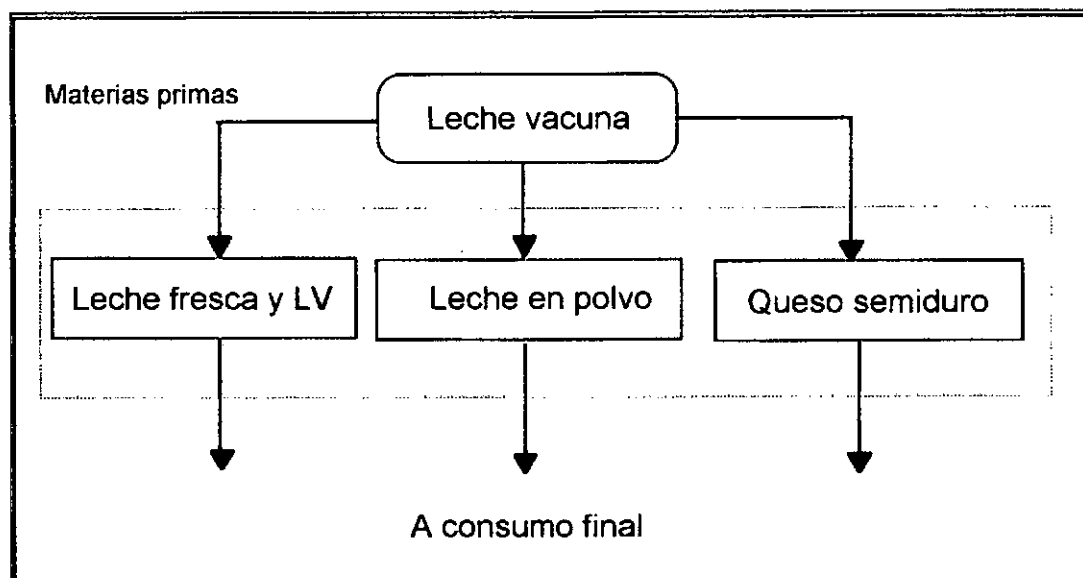 Materias primas
Leche vacuna
Leche fresca y LV
Leche en polvo
Queso semiduro
A consumo final